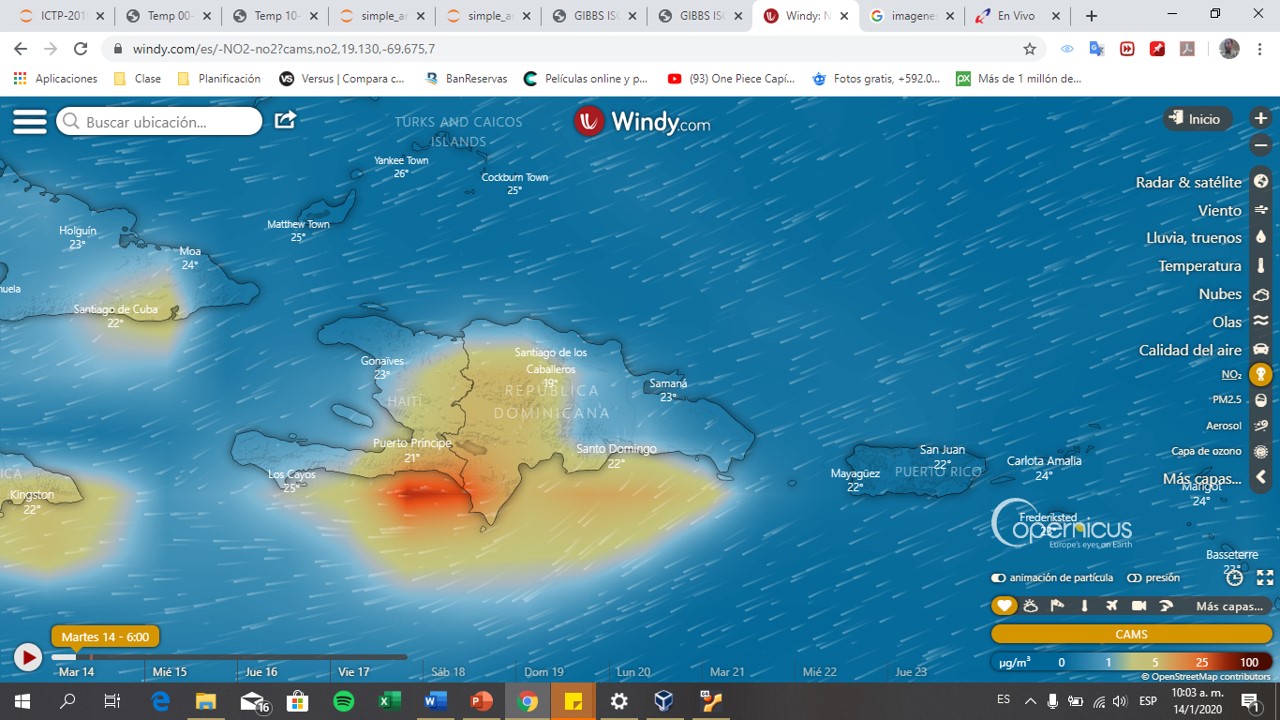 ICTP-201
Temp 00-
Temp 10-
simple_ar
simple_ar
GIBBS ISC
GIBBS ISC
Windy: N
imagenes
En Vivo
windy.com/es/-NO2-no2?cams,no2,19.130,-69.675,7
Aplicaciones
Clase
Planificación
Versus | Compara c...
BanReservas
Películas online y p...
(93) One Piece Capí...
Fotos gratis, +592.0...
Más de 1 millón de...
Buscar ubicación...
TURKS AND CAICOS
ISLANDS
Windy.com
Inicio
Yankee Town
26°
Cockburn Town
25°
Radar & satélite
Viento
Matthew Town
25°
Holguín
23°
Lluvia, truenos
Moa
24°
Temperatura
Nubes
Santiago de Cuba
22°
Olas
Calidad del aire
Gonaïves
23°
Santiago de los
Caballeros
19°
NO₂
Samaná
23°
REPÚBLICA
DOMINICANA
HAITÍ
PM2.5
Aerosol
Puerto Príncipe
21°
Santo Domingo
22°
Capa de ozono
San Juan
22°
Carlota Amalia
24°
Los Cayos
25°
Mayagüez
22°
PUERTO RICO
Más capas...
Marigot
24°
Kingston
22°
Frederiksted
Copernicus
Europe's eyes on Earth
Basseterre
23°
animación de partícula
presión
Más capas...
Martes 14 - 6:00
CAMS
Mar 14
Mié 15
Jue 16
Vie 17
Sáb 18
Dom 19
Lun 20
Mar 21
Mié 22
Jue 23
µg/m³ 0 1 5 25 100
© OpenStreetMap contributors
16
ES
ESP
10:03 a. m.
14/1/2020
1